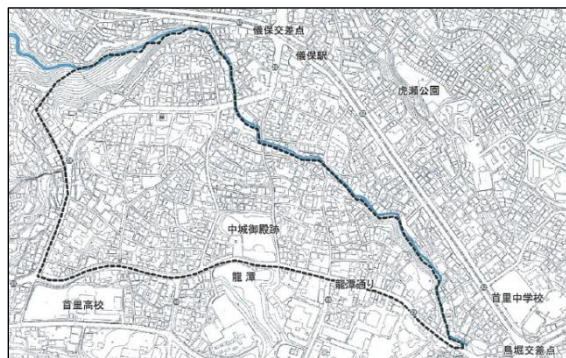 儀保交差点
儀保駅
虎瀬公園
中城御殿跡
龍潭
龍潭通り
首里高校
首里中学校
鳥堀交差点